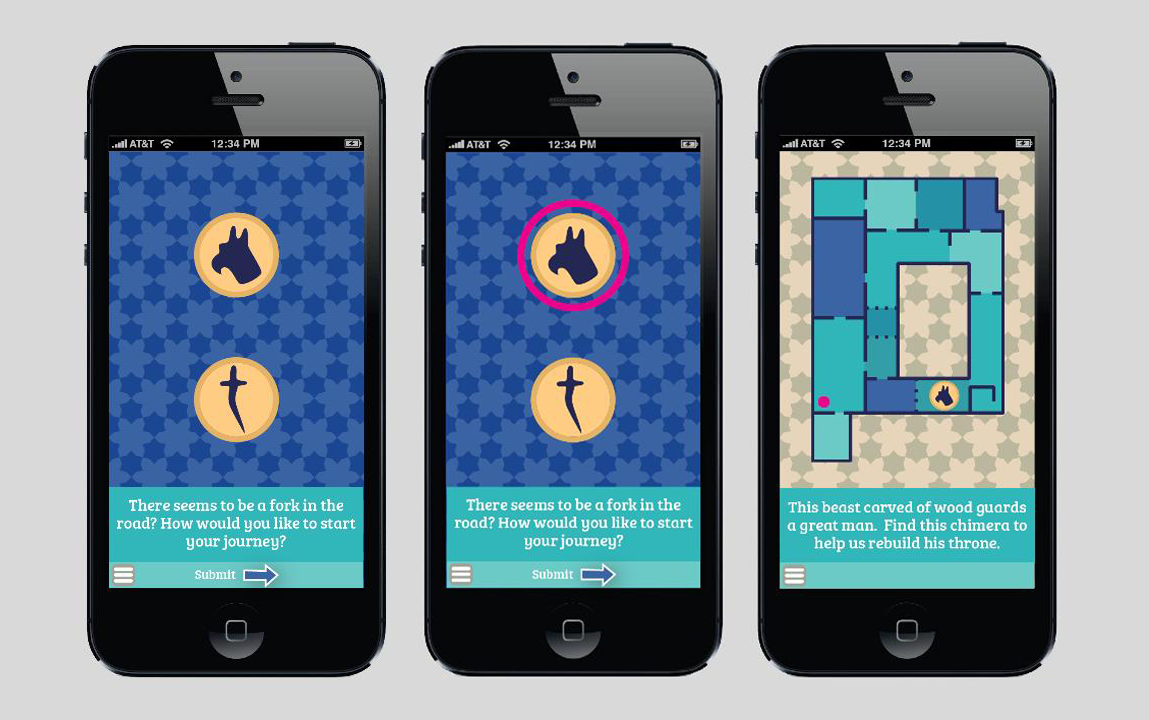 AT&T 12:34 PM
There seems to be a fork in the
road? How would you like to start
your journey?
Submit
AT&T 12:34 PM
There seems to be a fork in the
road? How would you like to start
your journey?
Submit
AT&T 12:34 PM
This beast carved of wood guards
a great man. Find this chimera to
help us rebuild his throne.